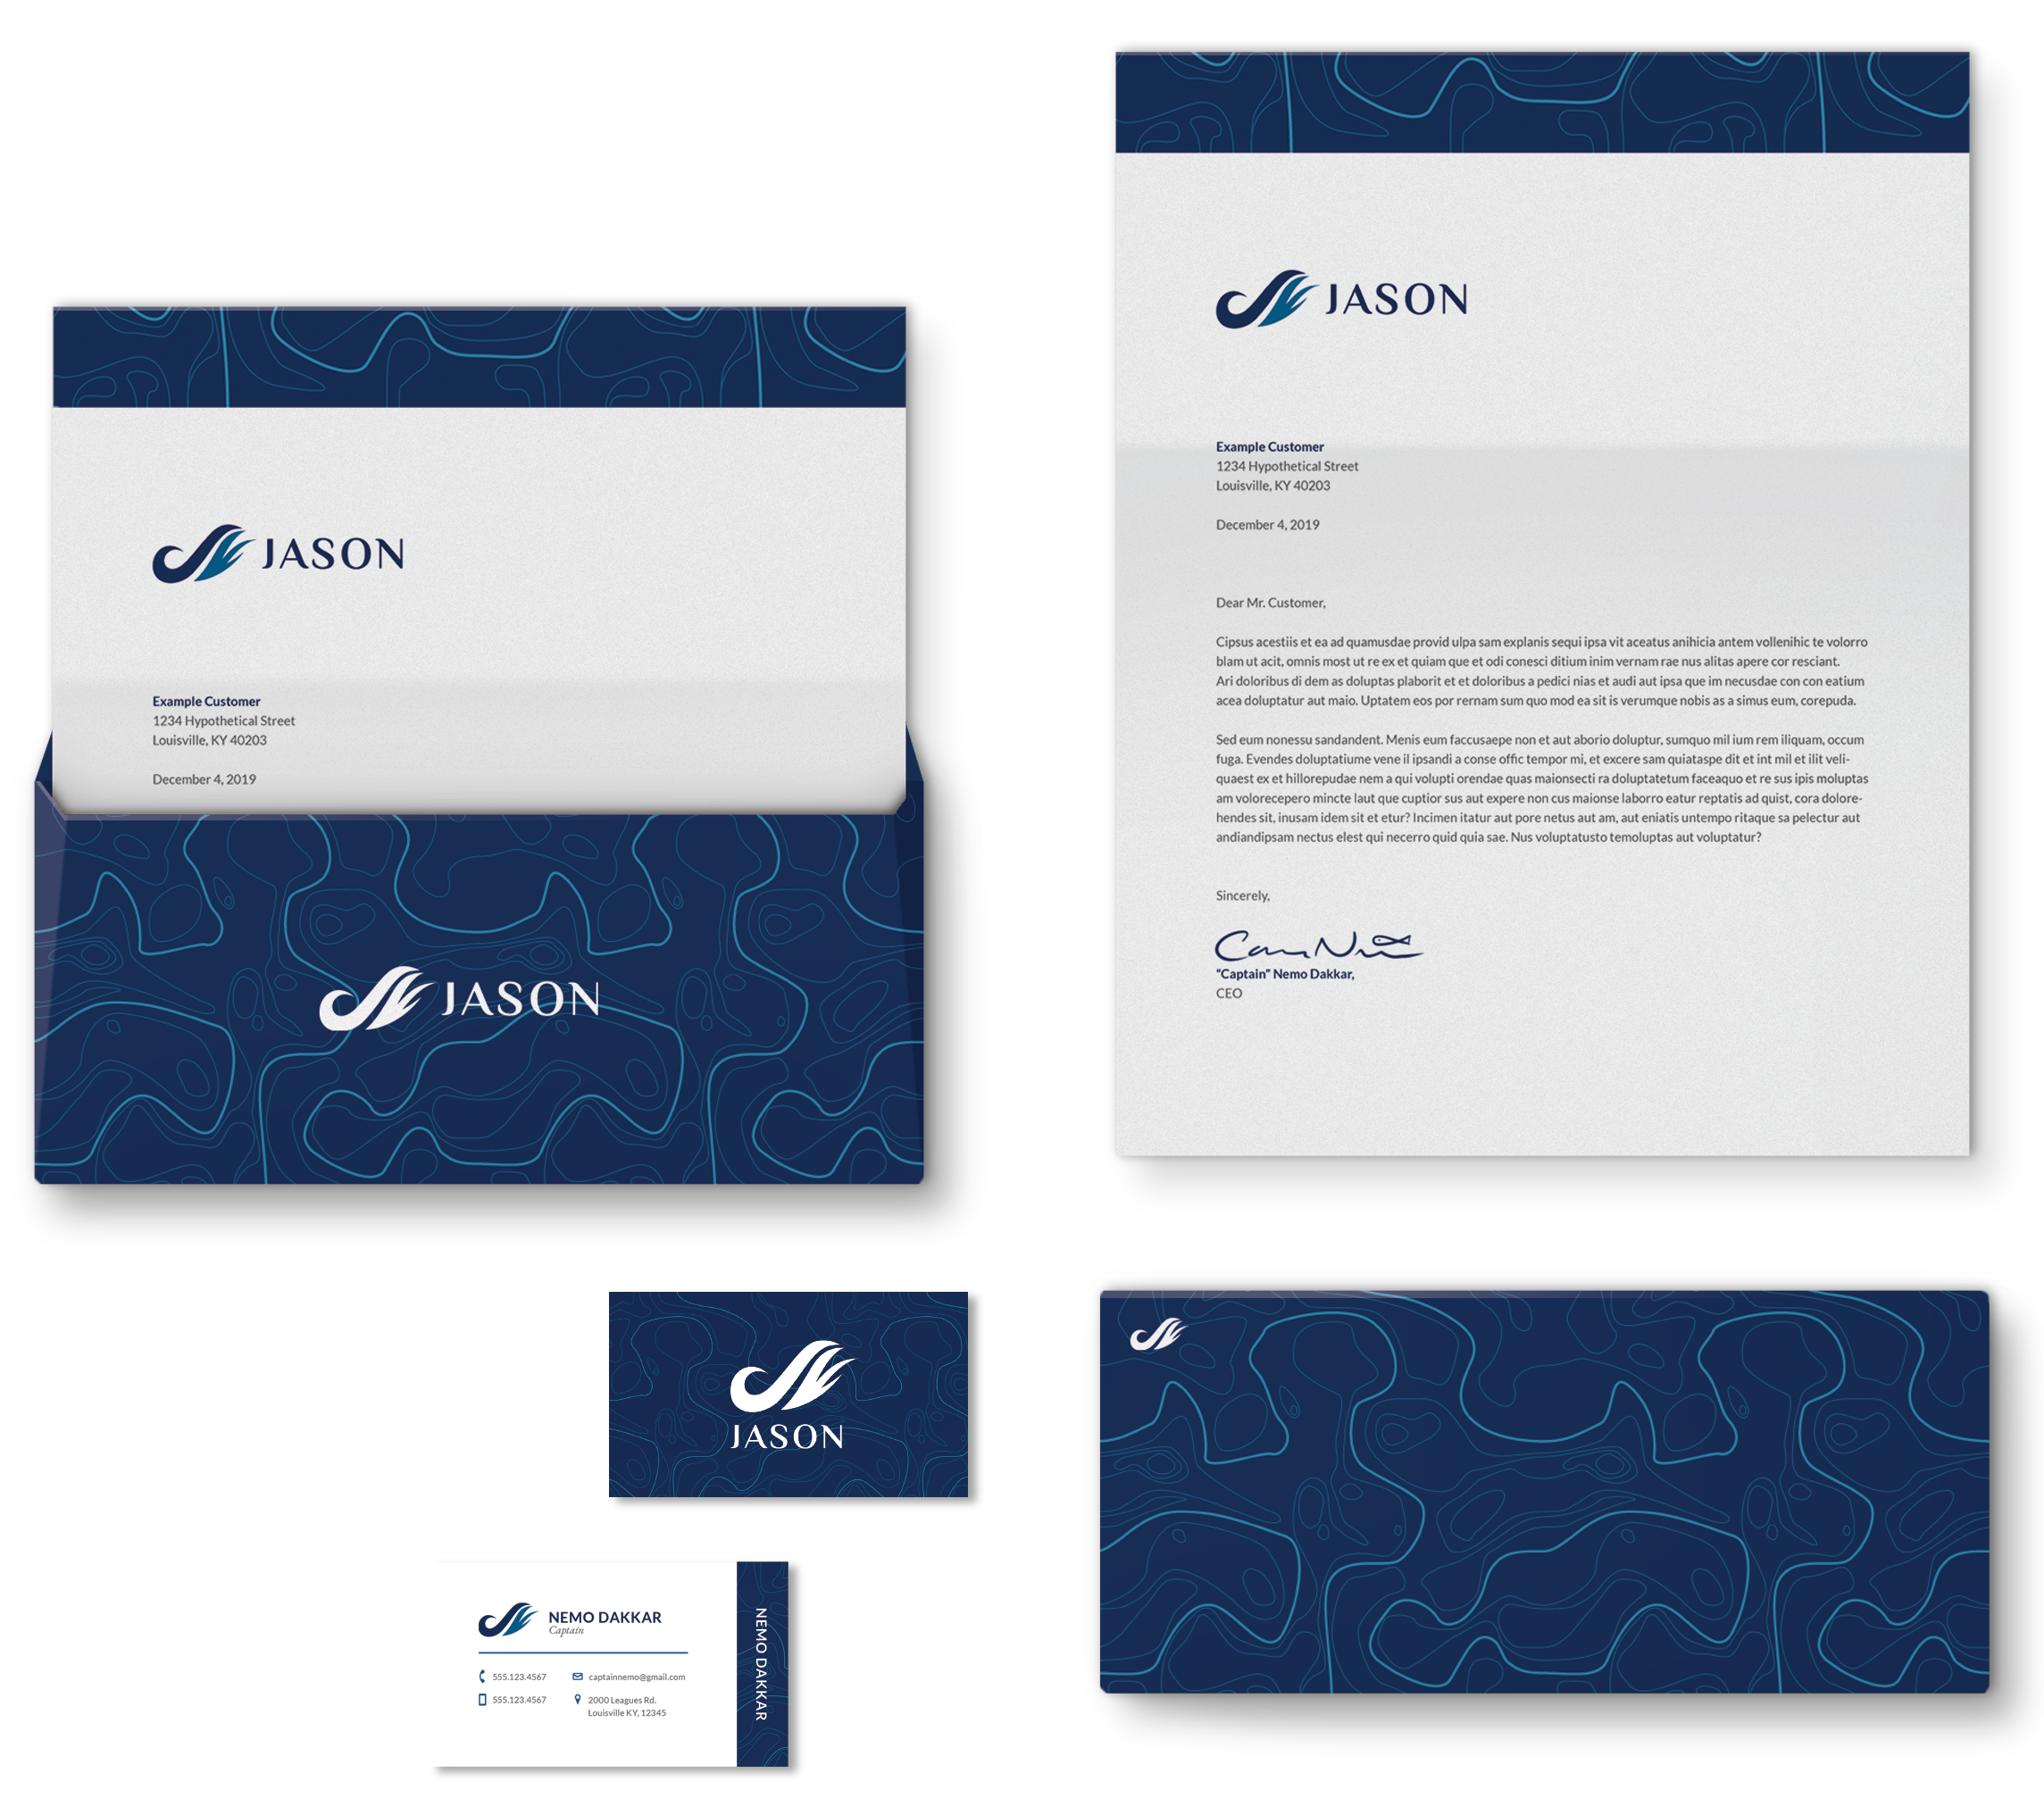 JASON
Example Customer
1234 Hypothetical Street
Louisville, KY 40203
December 4, 2019
JASON
JASON
Example Customer
1234 Hypothetical Street
Louisville, KY 40203
December 4, 2019
Dear Mr. Customer,
Cipsus acestiis et ea ad quamusdae provid ulpa sam explanis sequi ipsa vit aceatus anihicia antem vollenihic te volorro
blam ut acit, omnis most ut re ex et quiam que et odi conesci ditium inim vernam rae nus alitas apere cor resciant.
Ari doloribus di dem as doluptas plaborit et et doloribus a pedici nias et audi aut ipsa que im necusdae con con eatium
acea doluptatur aut maio. Uptatem eos por rernam sum quo mod ea sit is verumque nobis as a simus eum, corepuda.
Sed eum nonessu sandandent. Menis eum faccusaepe non et aut aborio doluptur, sumquo mil ium rem iliquam, occum
fuga. Evendes doluptatiume vene il ipsandi a conse offic tempor mi, et excere sam quiataspe dit et int mil et ilit veli-
quaest ex et hillorepudae nem a qui volupti orendae quas maionsecti ra doluptatetum faceaquo et re sus ipis moluptas
am volorecepero mincte laut que cuptior sus aut expere non cus maionse laborro eatur reptatis ad quist, cora dolore-
hendes sit, inusam idem sit et etur? Incimen itatur aut pore netus aut am, aut eniatis untempo ritaque sa pelectur aut
andiandipsam nectus elest qui necerro quid quia sae. Nus voluptatusto temoluptas aut voluptatur?
Sincerely,
“Captain” Nemo Dakkar,
CEO
JASON
NEMO DAKKAR
Captain
555.123.4567
captainnemo@gmail.com
555.123.4567
2000 Leagues Rd.
Louisville KY, 12345
NEMO DAKKAR